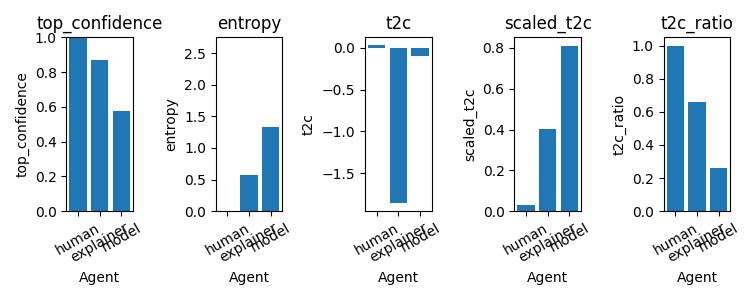 top_confidence
top_confidence
1.0
0.8
0.6
0.4
0.2
0.0
human
explainer
model
Agent
entropy
entropy
2.5
2.0
1.5
1.0
0.5
0.0
human
explainer
model
Agent
t2c
t2c
0.0
−0.5
−1.0
−1.5
human
explainer
model
Agent
scaled_t2c
scaled_t2c
0.8
0.6
0.4
0.2
0.0
human
explainer
model
Agent
t2c_ratio
t2c_ratio
1.0
0.8
0.6
0.4
0.2
0.0
human
explainer
model
Agent